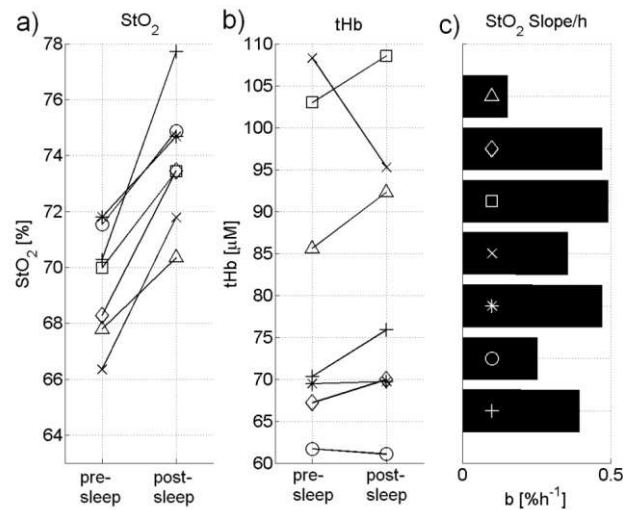 a) StO₂
78
76
74
72
70
68
66
64
StO₂ [%]
pre-
sleep
post-
sleep
b) tHb
110
105
100
95
90
85
80
75
70
65
60
tHb [µM]
pre-
sleep
post-
sleep
c) StO₂ Slope/h
0
0.5
b [%h⁻¹]